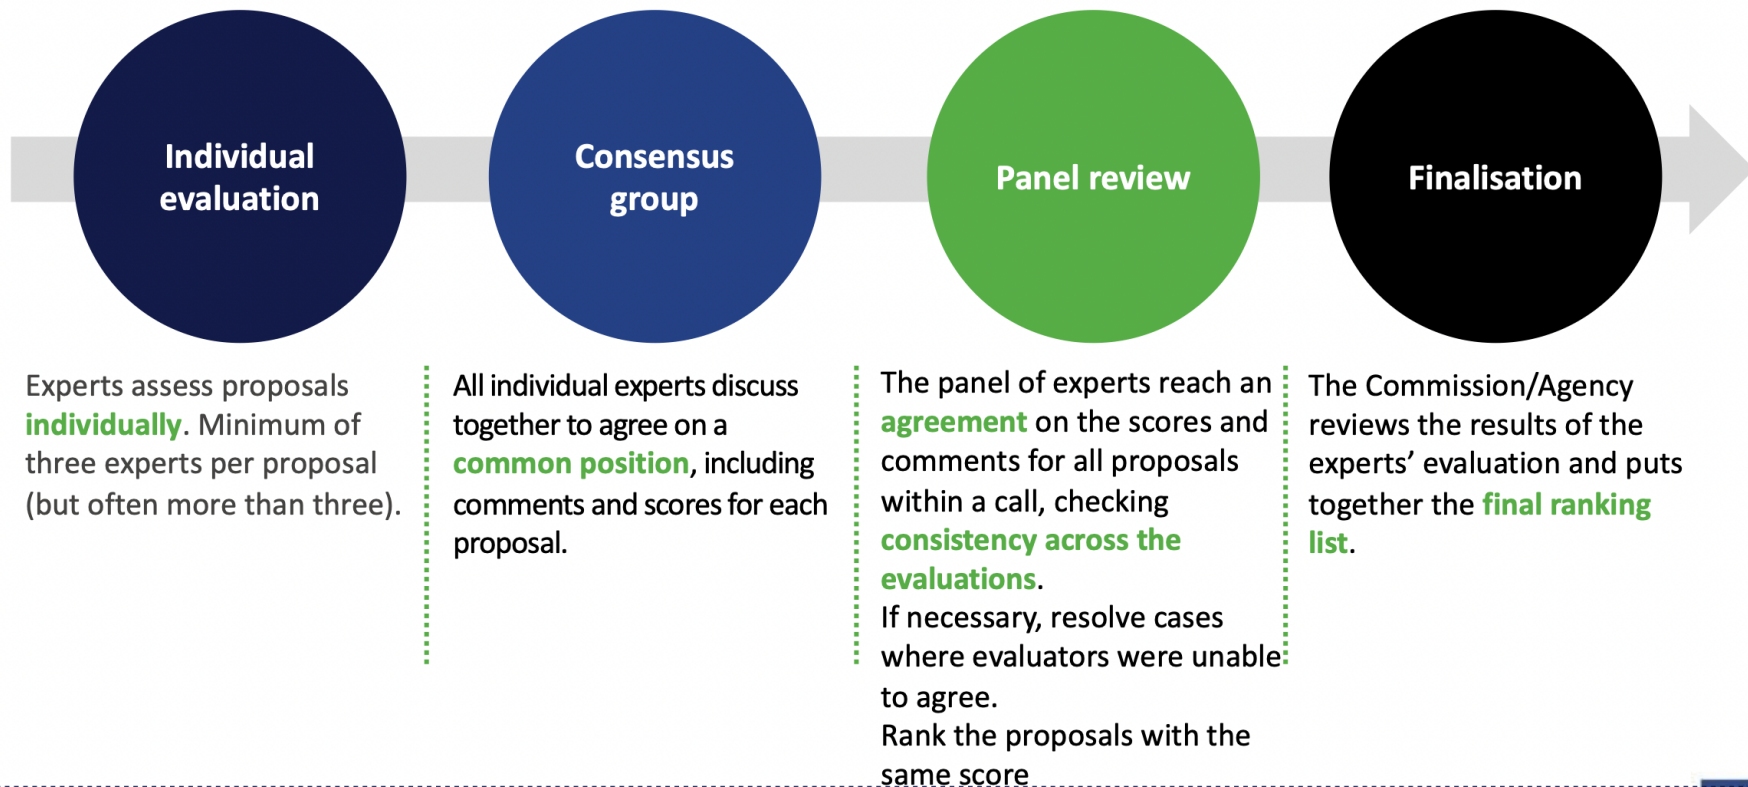 Individual
evaluation
Consensus
group
Panel review
Finalisation
Experts assess proposals
individually. Minimum of
three experts per proposal
(but often more than three).
All individual experts discuss
together to agree on a
common position, including
comments and scores for each
proposal.
The panel of experts reach an
agreement on the scores and
comments for all proposals
within a call, checking
consistency across the
evaluations.
If necessary, resolve cases
where evaluators were unable
to agree.
Rank the proposals with the
same score
The Commission/Agency
reviews the results of the
experts’ evaluation and puts
together the final ranking
list.